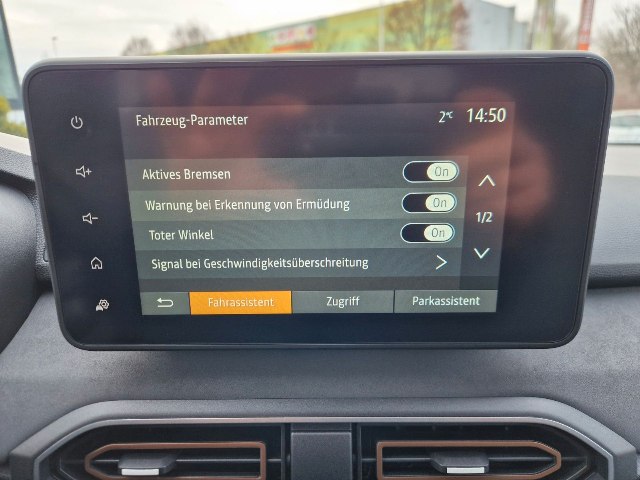 Fahrzeug-Parameter
2°C 14:50
Aktives Bremsen On
Warnung bei Erkennung von Ermüdung On
Toter Winkel On
1/2
Signal bei Geschwindigkeitsüberschreitung
Fahrassistent Zugriff Parkassistent